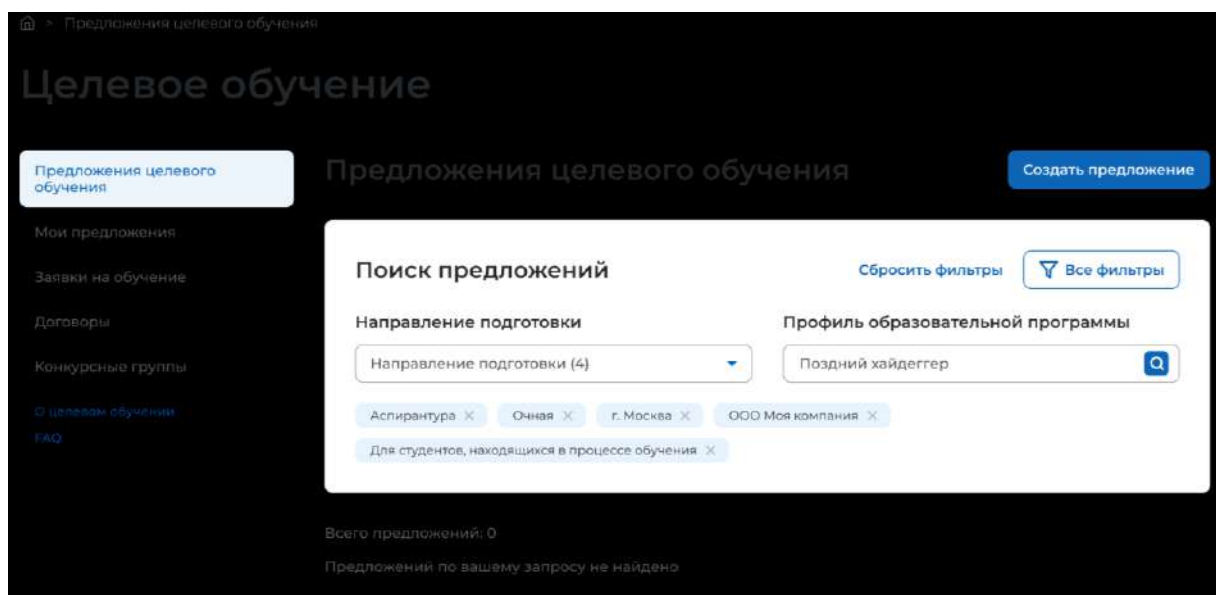 > Предложения целевого обучения
Целевое обучение
Предложения целевого
обучения
Мои предложения
Заявки на обучение
Договоры
Конкурсные группы
О целевом обучении
FAQ
Предложения целевого обучения
Создать предложение
Поиск предложений
Сбросить фильтры
Все фильтры
Направление подготовки
Профиль образовательной программы
Направление подготовки (4)
Поздний хайдеггер
Аспирантура × Очная × г. Москва × ООО Моя компания ×
Для студентов, находящихся в процессе обучения ×
Всего предложений: 0
Предложений по вашему запросу не найдено